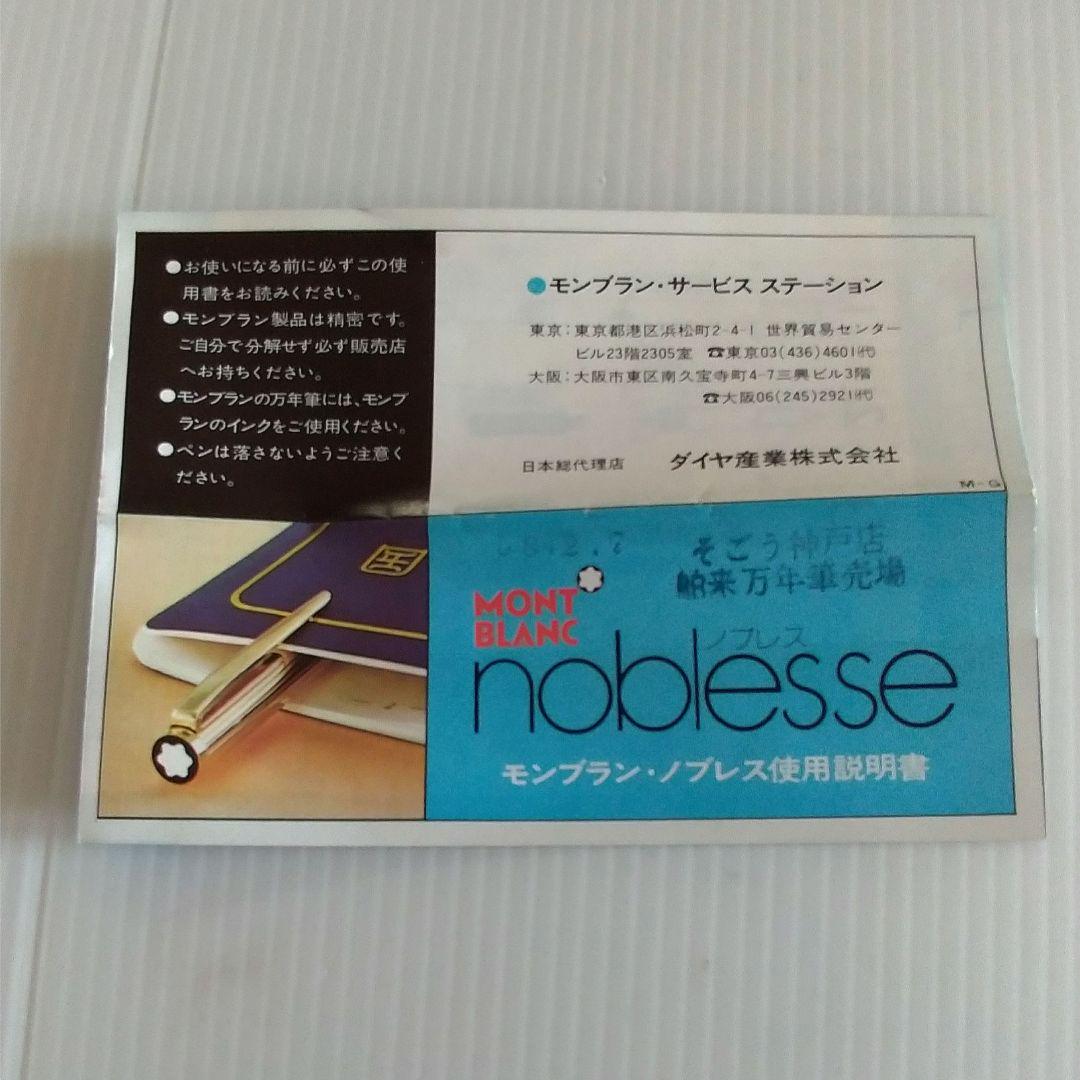 ●お使いになる前に必ずこの使
用書をお読みください。
●モンブラン製品は精密です。
ご自分で分解せず必ず販売店
へお持ちください。
●モンブランの万年筆には、モンブ
ランのインクをご使用ください。
●ペンは落さないようご注意く
ださい。
●モンブラン・サービス ステーション
東京：東京都港区浜松町2-4-1 世界貿易センター
ビル23階2305室 ☎東京03(436)4601㈹
大阪：大阪市東区南久宝寺町4-7三興ビル3階
☎大阪06(245)2921㈹
日本総代理店 ダイヤ産業株式会社
M-G
そごう神戸店
舶来万年筆売場
MONT
BLANC
ノブレス
noblesse
モンブラン・ノブレス使用説明書